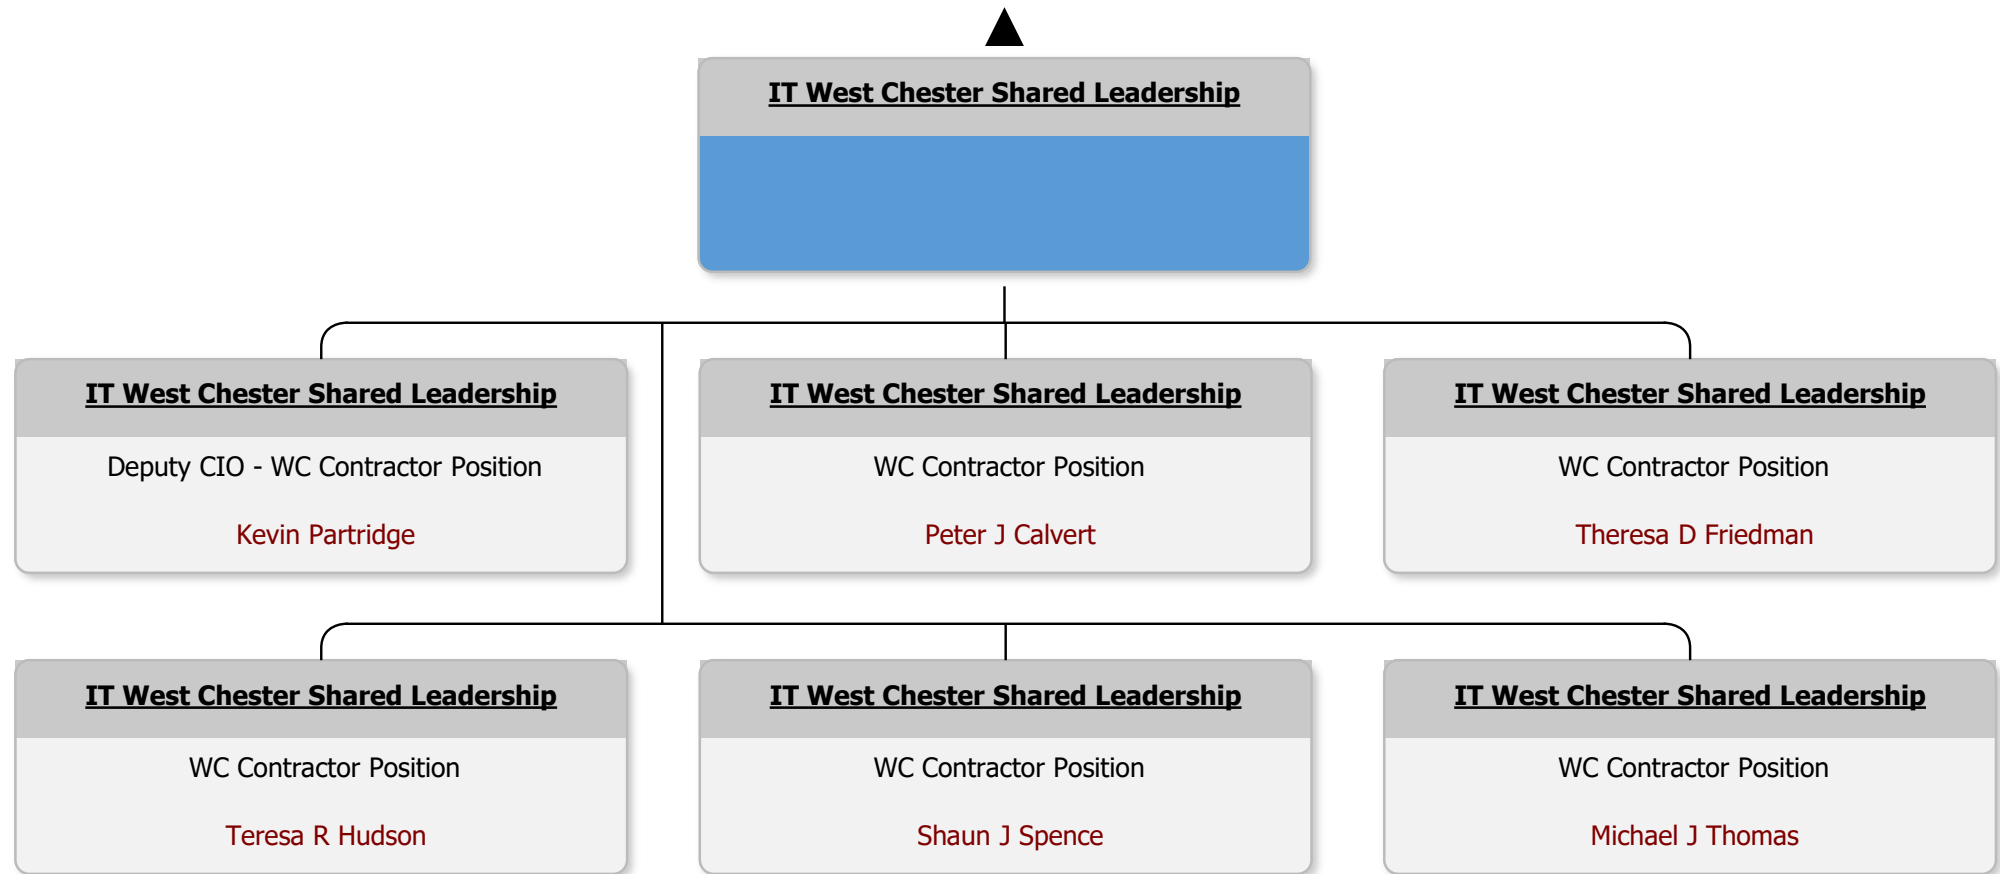 IT West Chester Shared Leadership
IT West Chester Shared Leadership
Deputy CIO - WC Contractor Position
Kevin Partridge
IT West Chester Shared Leadership
WC Contractor Position
Peter J Calvert
IT West Chester Shared Leadership
WC Contractor Position
Theresa D Friedman
IT West Chester Shared Leadership
WC Contractor Position
Teresa R Hudson
IT West Chester Shared Leadership
WC Contractor Position
Shaun J Spence
IT West Chester Shared Leadership
WC Contractor Position
Michael J Thomas